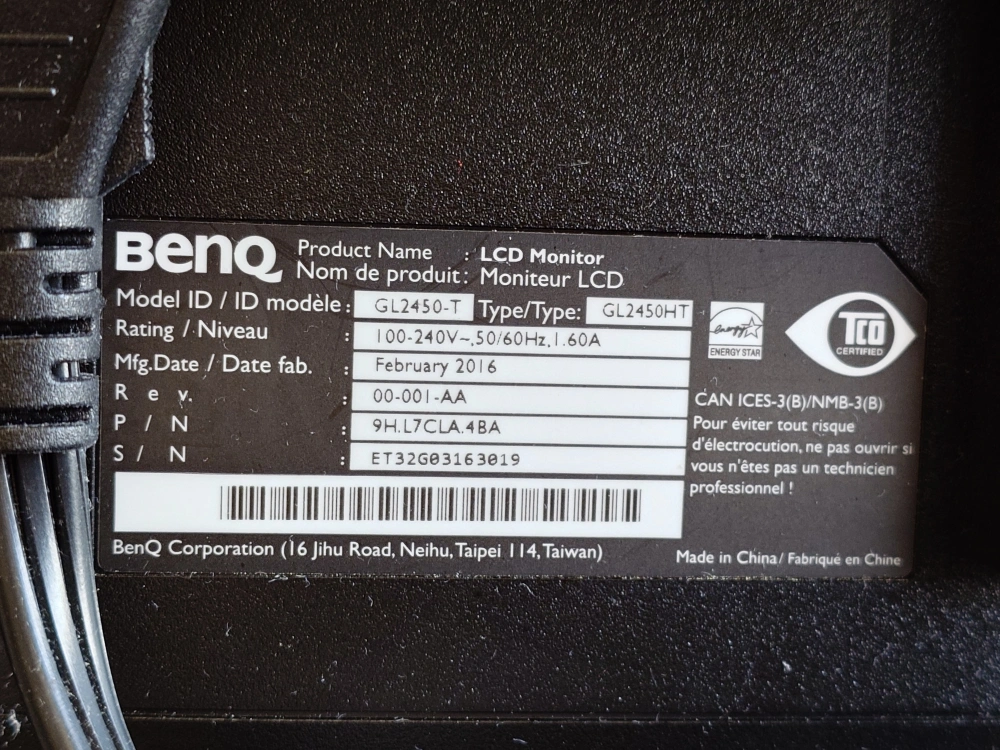 BenQ
Product Name : LCD Monitor
Nom de produit: Moniteur LCD
Model ID / ID modèle: GL2450-T Type/Type: GL2450HT
Rating / Niveau : 100-240V~,50/60Hz,1.60A
Mfg.Date / Date fab. : February 2016
R e v. : 00-001-AA
P / N : 9H.L7CLA.4BA
S / N : ET32G03163019
BenQ Corporation (16 Jihu Road, Neihu,Taipei 114,Taiwan)
energy
ENERGY STAR
TCO
CERTIFIED
CAN ICES-3(B)/NMB-3(B)
Pour éviter tout risque
d'électrocution, ne pas ouvrir si
vous n'êtes pas un technicien
professionnel !
Made in China/ Fabriqué en Chine